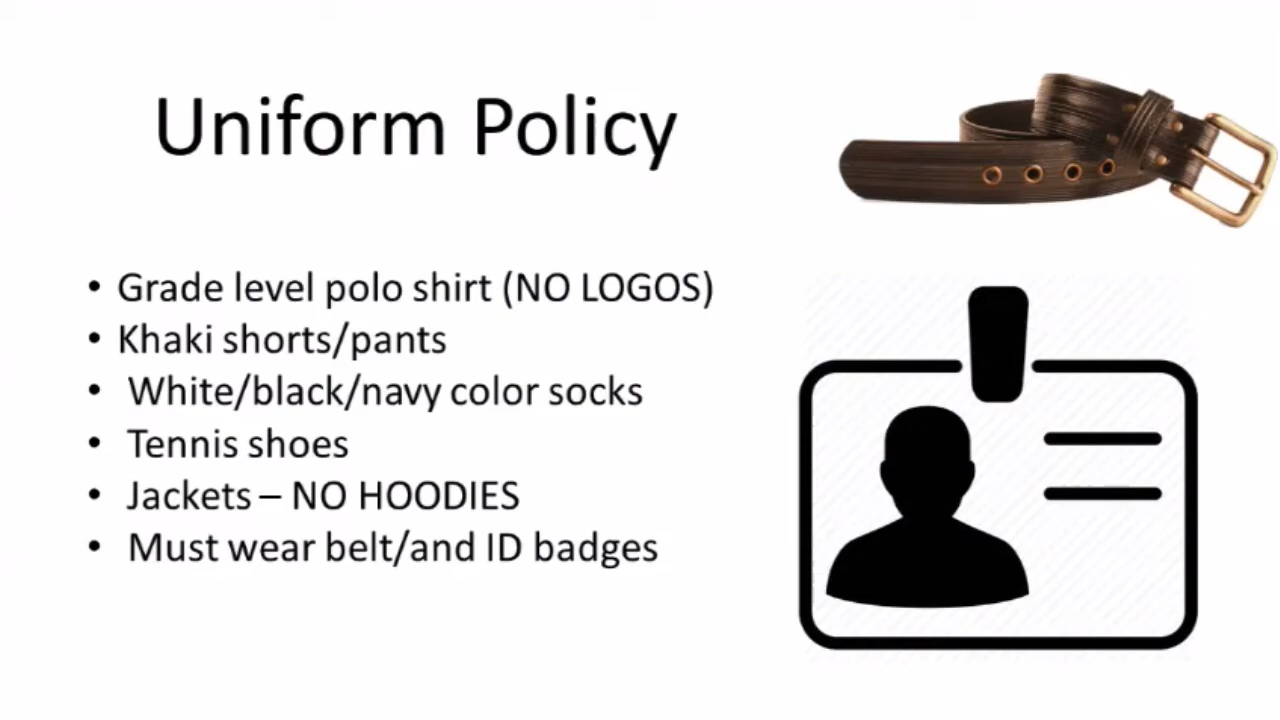 Uniform Policy
• Grade level polo shirt (NO LOGOS)
• Khaki shorts/pants
• White/black/navy color socks
• Tennis shoes
• Jackets – NO HOODIES
• Must wear belt/and ID badges